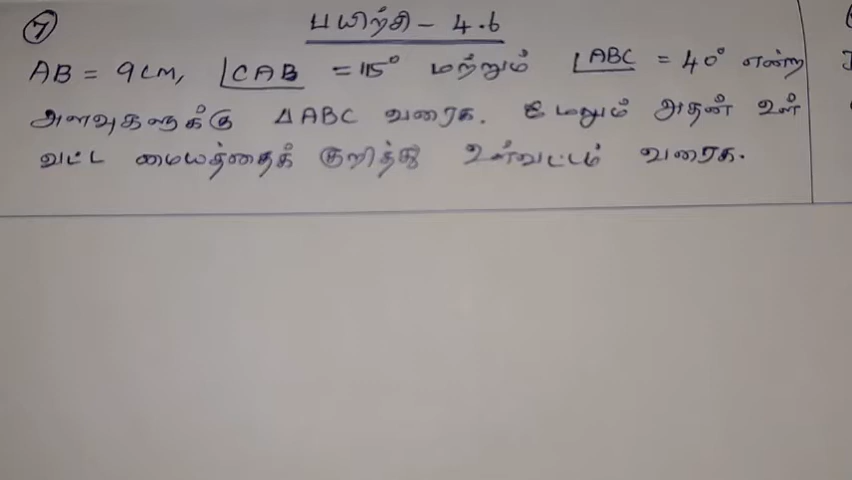 ⑦ பயிற்சி - 4.6
AB = 9cm, ∠CAB = 115° மற்றும் ∠ABC = 40° என்ற
அளவுகளுக்கு ΔABC வரைக. மேலும் அதன் உள்
வட்ட மையத்தைக் குறித்து உள்வட்டம் வரைக.